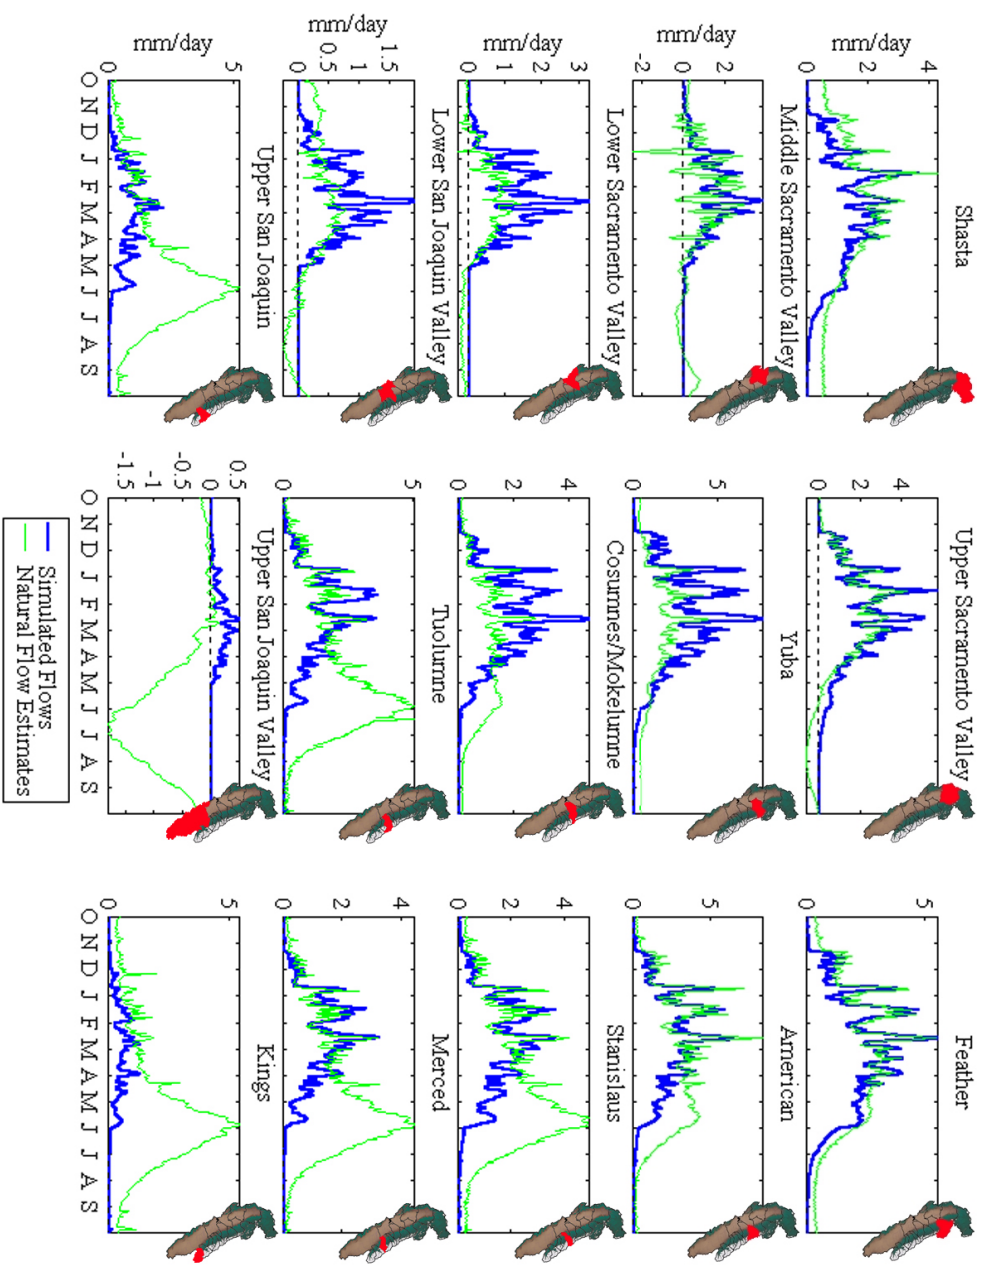 Shasta Upper Sacramento Valley Feather
mm/day
4 4 5
2 2
0 0 0
Middle Sacramento Valley Yuba American
mm/day
2 5 5
0 0 0
-2
Lower Sacramento Valley Cosumnes/Mokelumne Stanislaus
mm/day
3 4 4
2 2 2
1
0 0 0
Lower San Joaquin Valley Tuolumne Merced
mm/day
1.5 5 4
1 2
0.5
0 0 0
Upper San Joaquin Upper San Joaquin Valley Kings
mm/day
5 0.5 5
0
-0.5
-1
0 -1.5 0
O N D J F M A M J J A S O N D J F M A M J J A S O N D J F M A M J J A S
Simulated Flows
Natural Flow Estimates